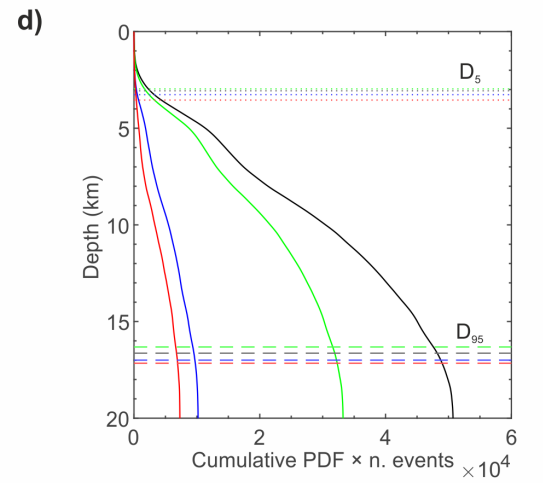 d)
0
D5
5
Depth (km)
10
15
D95
20
0 2 4 6
Cumulative PDF × n. events ×10^4